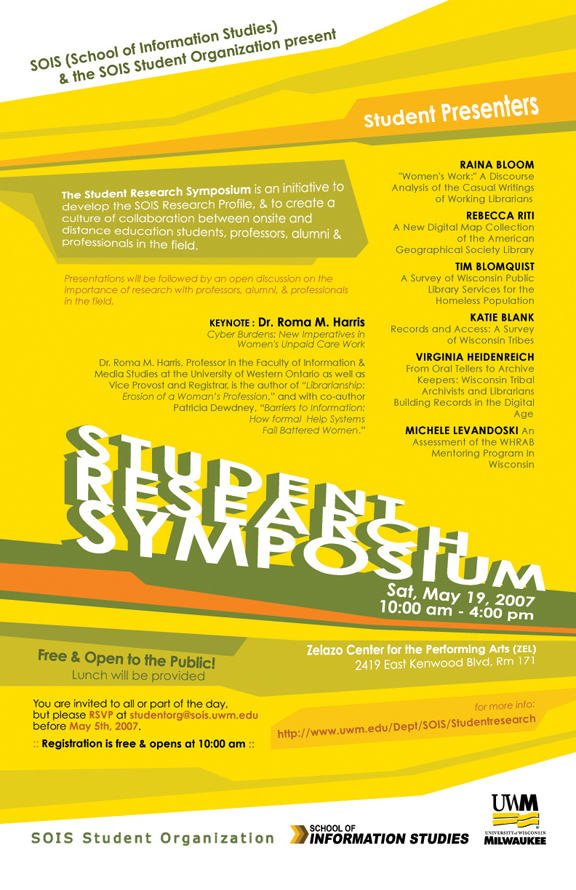 SOIS (School of Information Studies)
& the SOIS Student Organization present
Student Presenters
The Student Research Symposium is an initiative to
develop the SOIS Research Profile, & to create a
culture of collaboration between onsite and
distance education students, professors, alumni &
professionals in the field.
Presentations will be followed by an open discussion on the
importance of research with professors, alumni, & professionals
in the field.
KEYNOTE : Dr. Roma M. Harris
Cyber Burdens: New Imperatives in
Women's Unpaid Care Work
Dr. Roma M. Harris, Professor in the Faculty of Information &
Media Studies at the University of Western Ontario as well as
Vice Provost and Registrar, is the author of “Librarianship:
Erosion of a Woman’s Profession,” and with co-author
Patricia Dewdney, “Barriers to Information:
How formal Help Systems
Fail Battered Women.”
RAINA BLOOM
"Women's Work:" A Discourse
Analysis of the Casual Writings
of Working Librarians
REBECCA RITI
A New Digital Map Collection
of the American
Geographical Society Library
TIM BLOMQUIST
A Survey of Wisconsin Public
Library Services for the
Homeless Population
KATIE BLANK
Records and Access: A Survey
of Wisconsin Tribes
VIRGINIA HEIDENREICH
From Oral Tellers to Archive
Keepers: Wisconsin Tribal
Archivists and Librarians
Building Records in the Digital
Age
MICHELE LEVANDOSKI An
Assessment of the WHRAB
Mentoring Program In
Wisconsin
STUDENT
RESEARCH
SYMPOSIUM
Sat, May 19, 2007
10:00 am - 4:00 pm
Zelazo Center for the Performing Arts (ZEL)
2419 East Kenwood Blvd, Rm 171
Free & Open to the Public!
Lunch will be provided
You are invited to all or part of the day,
but please RSVP at studentorg@sois.uwm.edu
before May 5th, 2007.
:: Registration is free & opens at 10:00 am ::
for more info:
http://www.uwm.edu/Dept/SOIS/Studentresearch
SOIS Student Organization
SCHOOL OF
INFORMATION STUDIES
UWM
UNIVERSITY of WISCONSIN
MILWAUKEE